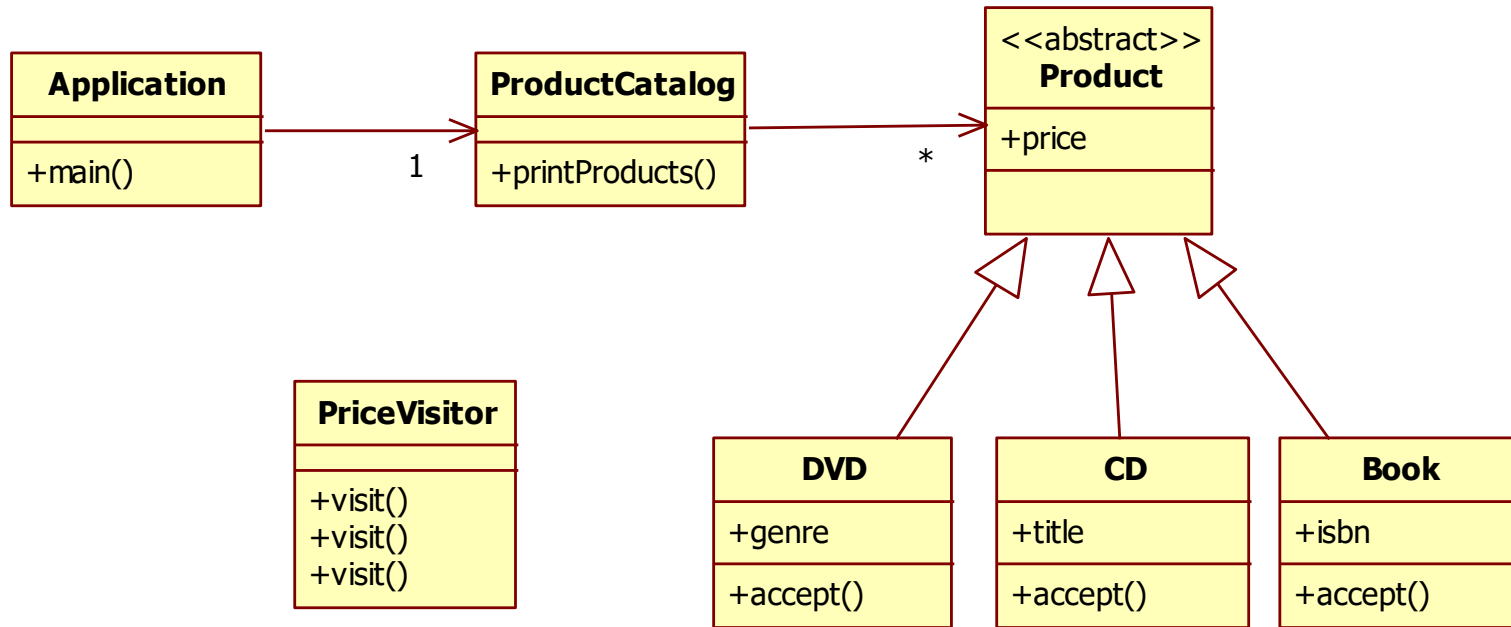 Application
+main()
1
ProductCatalog
+printProducts()
*
<<abstract>>
Product
+price
PriceVisitor
+visit()
+visit()
+visit()
DVD
+genre
+accept()
CD
+title
+accept()
Book
+isbn
+accept()